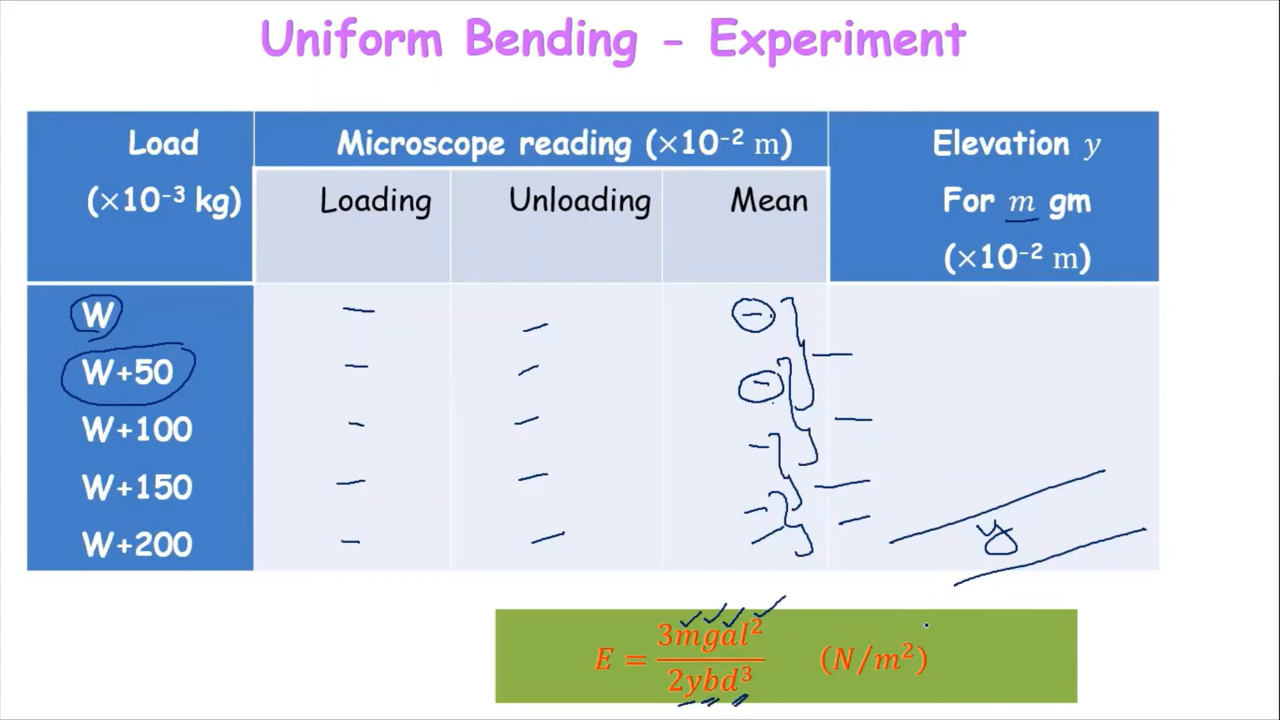 Uniform Bending - Experiment
Load
(×10⁻³ kg)
Microscope reading (×10⁻² m)
Loading
Unloading
Mean
Elevation y
For m gm
(×10⁻² m)
W
W+50
W+100
W+150
W+200
y
E = 3mgal² / 2ybd³ (N/m²)